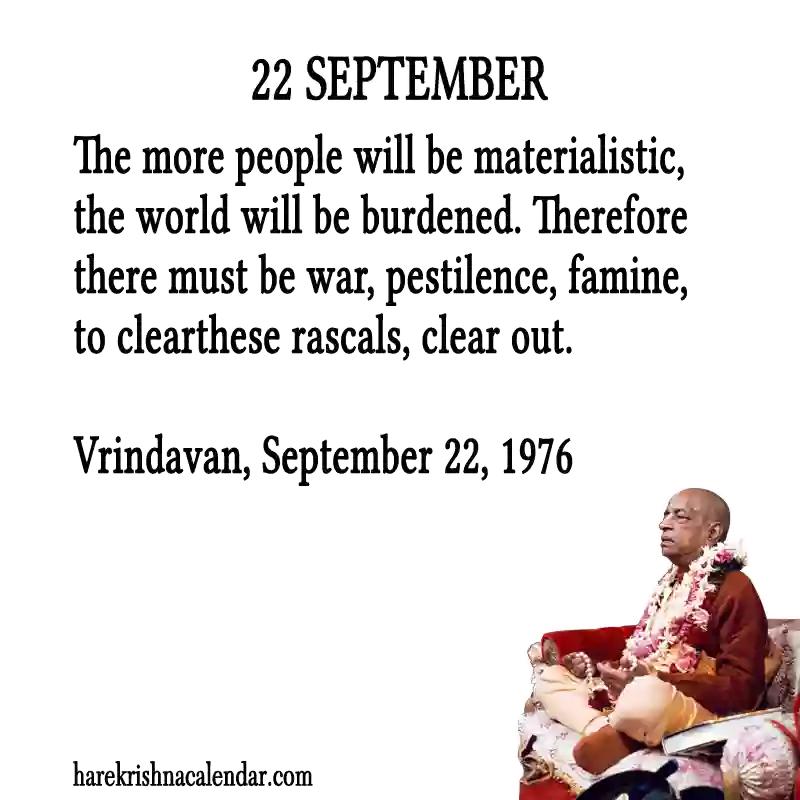 22 SEPTEMBER
The more people will be materialistic,
the world will be burdened. Therefore
there must be war, pestilence, famine,
to clearthese rascals, clear out.
Vrindavan, September 22, 1976
harekrishnacalendar.com